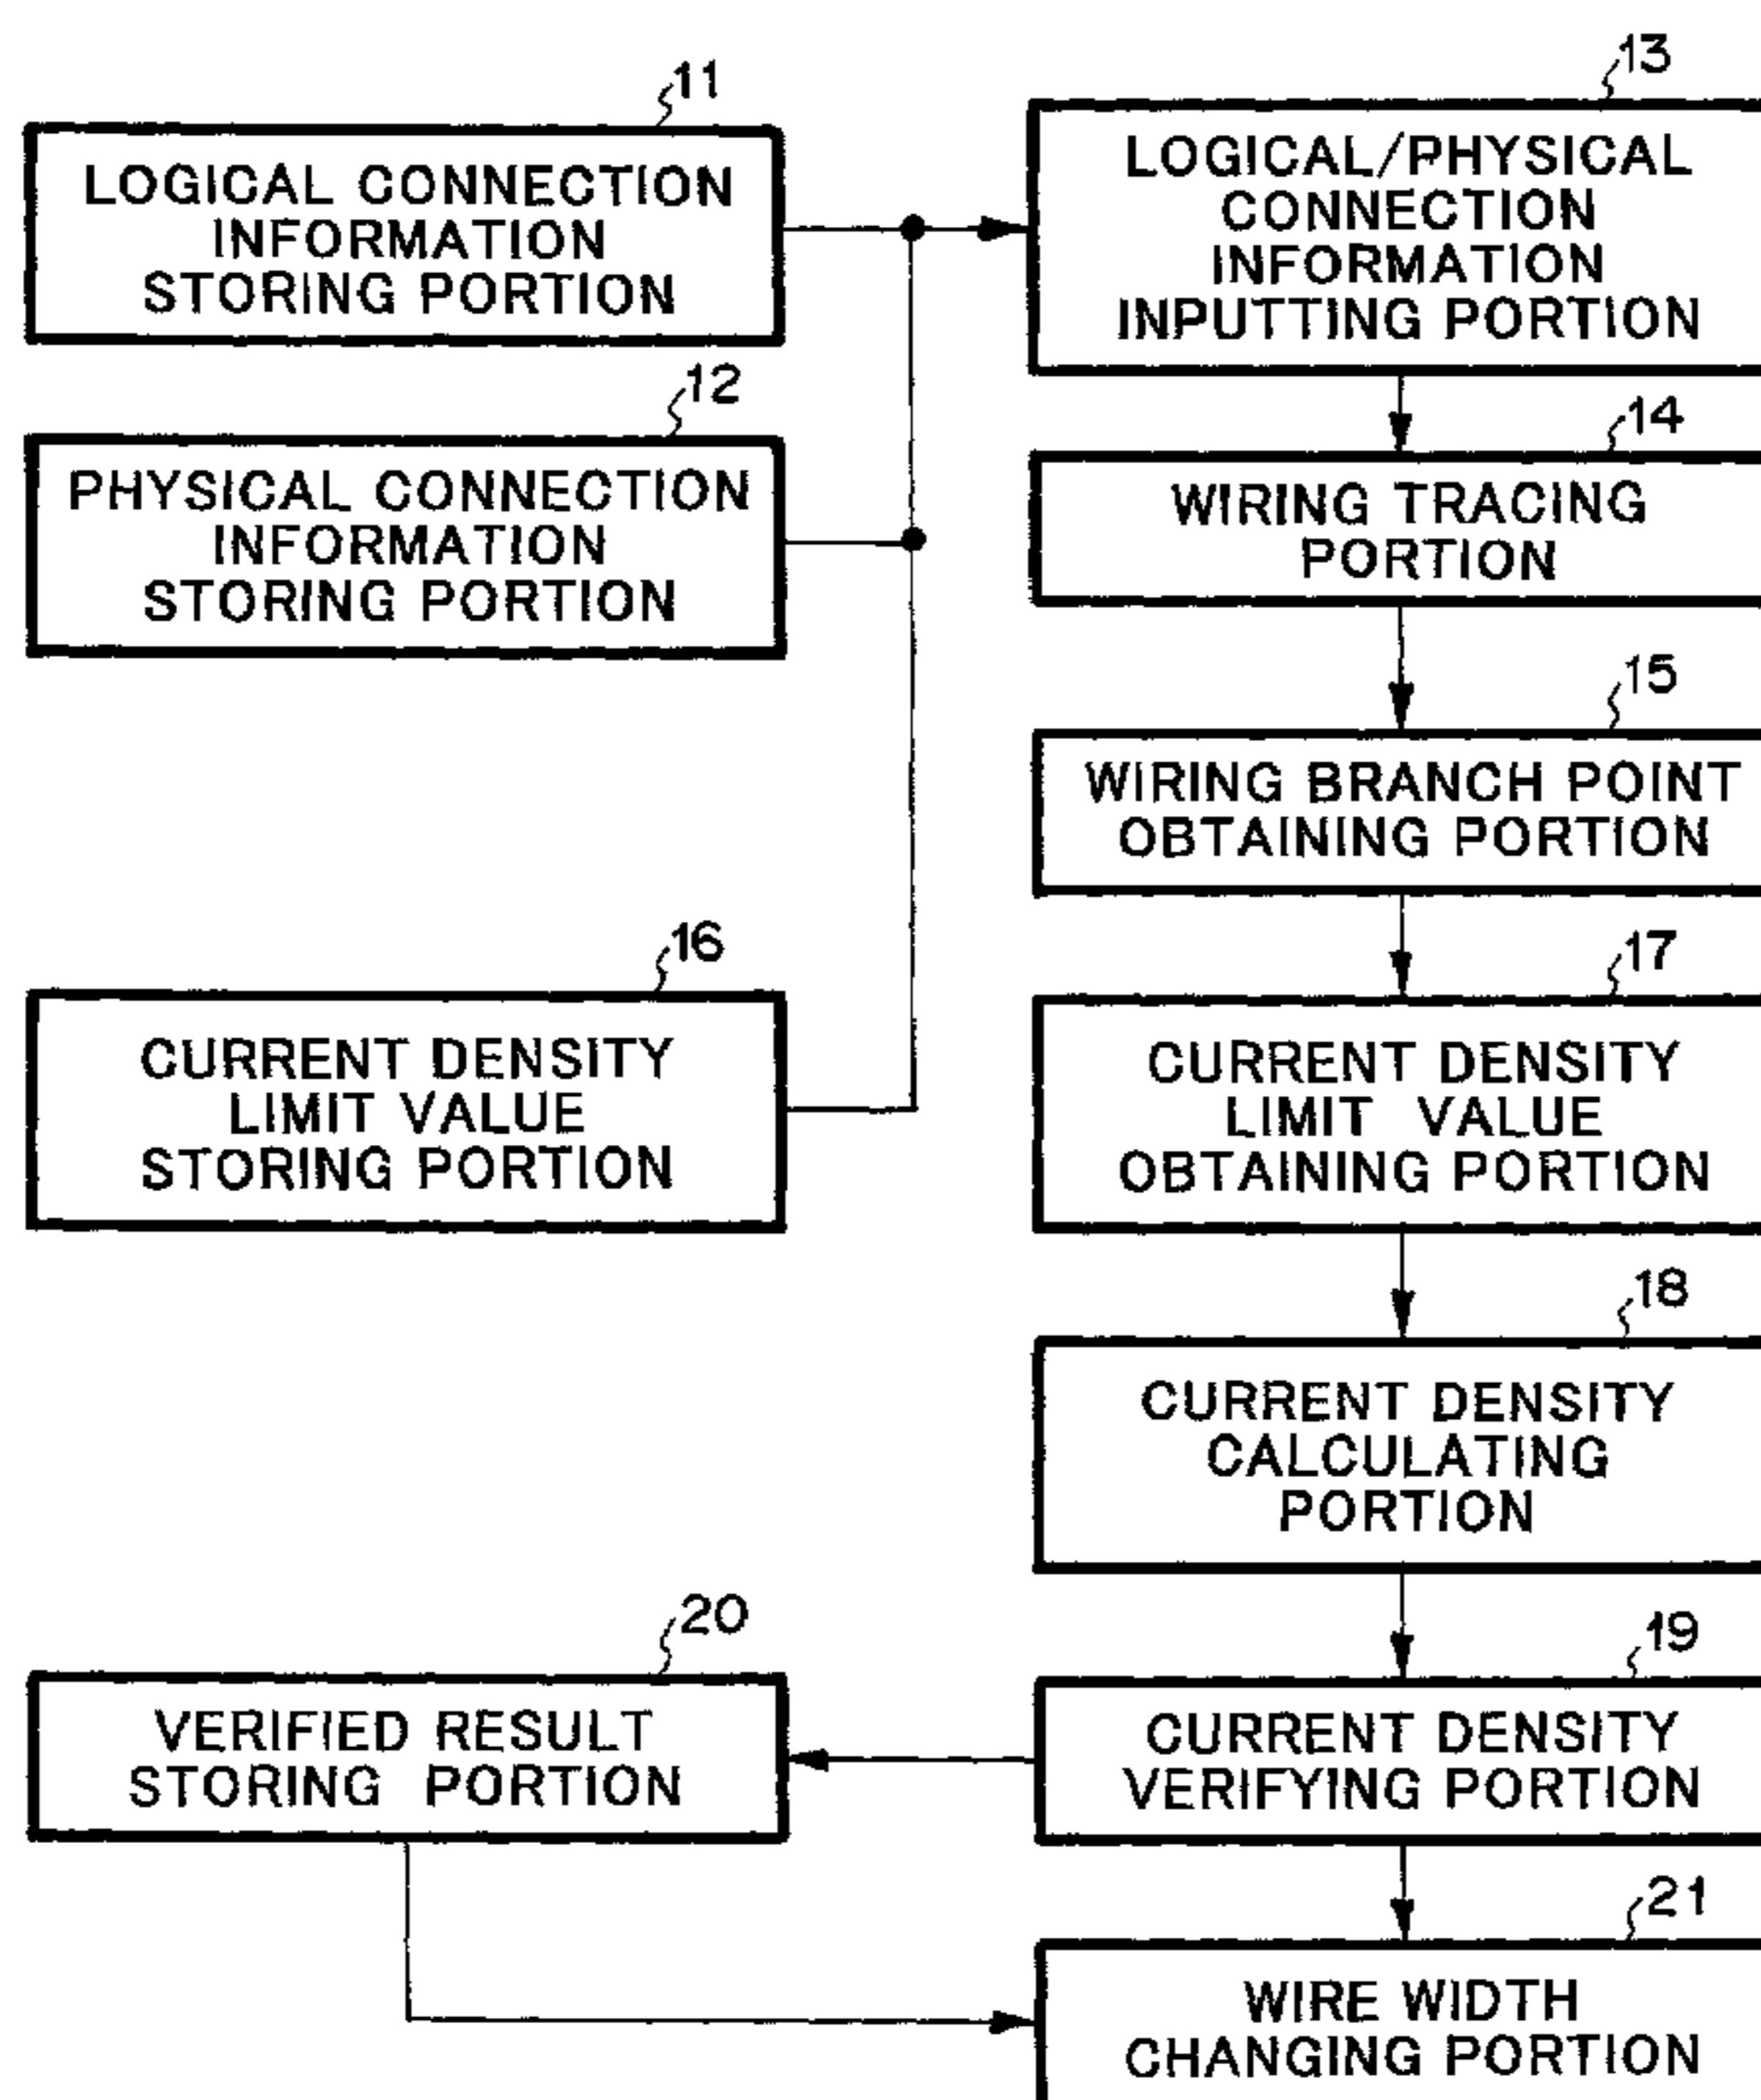 11
LOGICAL CONNECTION
INFORMATION
STORING PORTION
13
LOGICAL/PHYSICAL
CONNECTION
INFORMATION
INPUTTING PORTION
12
PHYSICAL CONNECTION
INFORMATION
STORING PORTION
14
WIRING TRACING
PORTION
15
WIRING BRANCH POINT
OBTAINING PORTION
16
CURRENT DENSITY
LIMIT VALUE
STORING PORTION
17
CURRENT DENSITY
LIMIT VALUE
OBTAINING PORTION
18
CURRENT DENSITY
CALCULATING
PORTION
20
VERIFIED RESULT
STORING PORTION
19
CURRENT DENSITY
VERIFYING PORTION
21
WIRE WIDTH
CHANGING PORTION